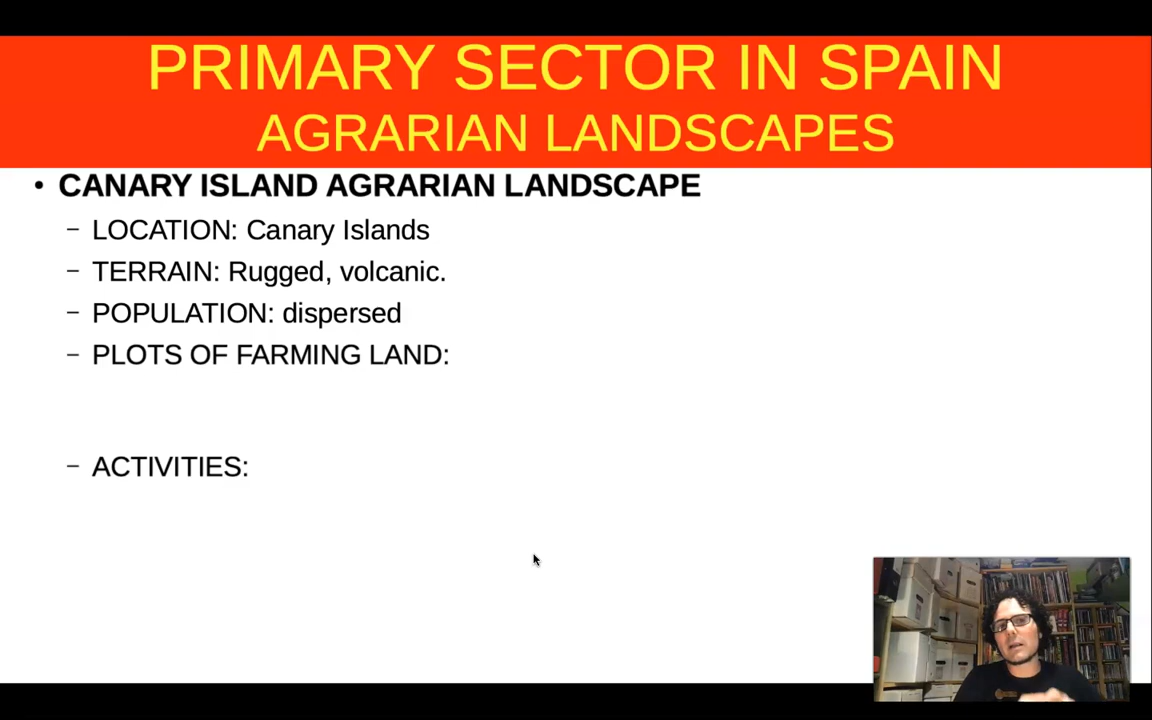 PRIMARY SECTOR IN SPAIN
AGRARIAN LANDSCAPES
• CANARY ISLAND AGRARIAN LANDSCAPE
– LOCATION: Canary Islands
– TERRAIN: Rugged, volcanic.
– POPULATION: dispersed
– PLOTS OF FARMING LAND:
– ACTIVITIES: